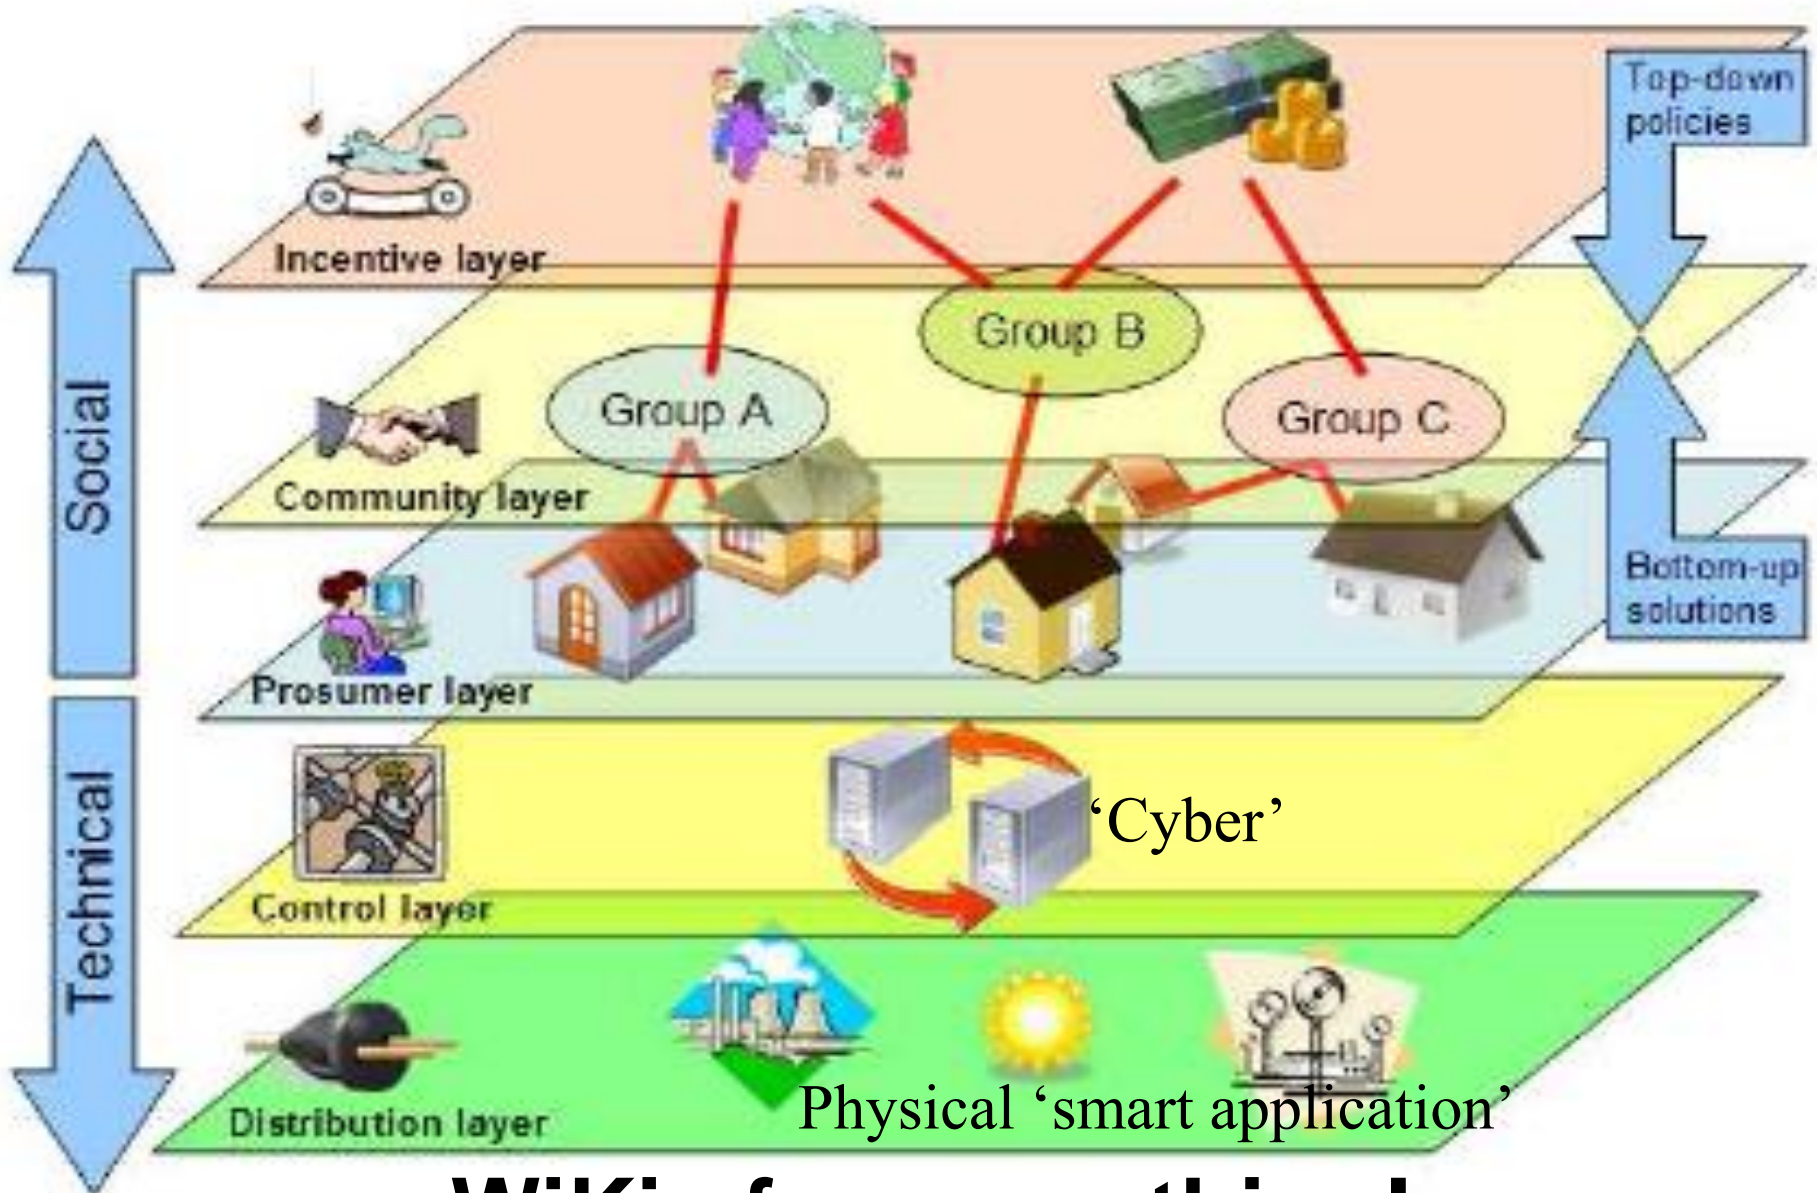 Top-down
policies
Incentive layer
Group B
Group A
Group C
Social
Community layer
Bottom-up
solutions
Prosumer layer
‘Cyber’
Technical
Control layer
Physical ‘smart application’
Distribution layer